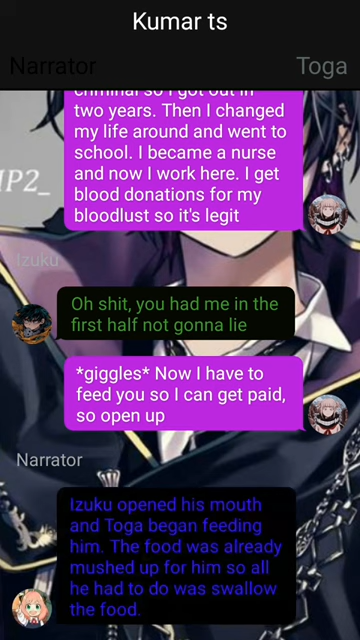 Kumar ts
Narrator
Toga
criminal so I got out in
two years. Then I changed
my life around and went to
school. I became a nurse
and now I work here. I get
blood donations for my
bloodlust so it's legit
IP2_
Izuku
Oh shit, you had me in the
first half not gonna lie
*giggles* Now I have to
feed you so I can get paid,
so open up
Narrator
Izuku opened his mouth
and Toga began feeding
him. The food was already
mushed up for him so all
he had to do was swallow
the food.